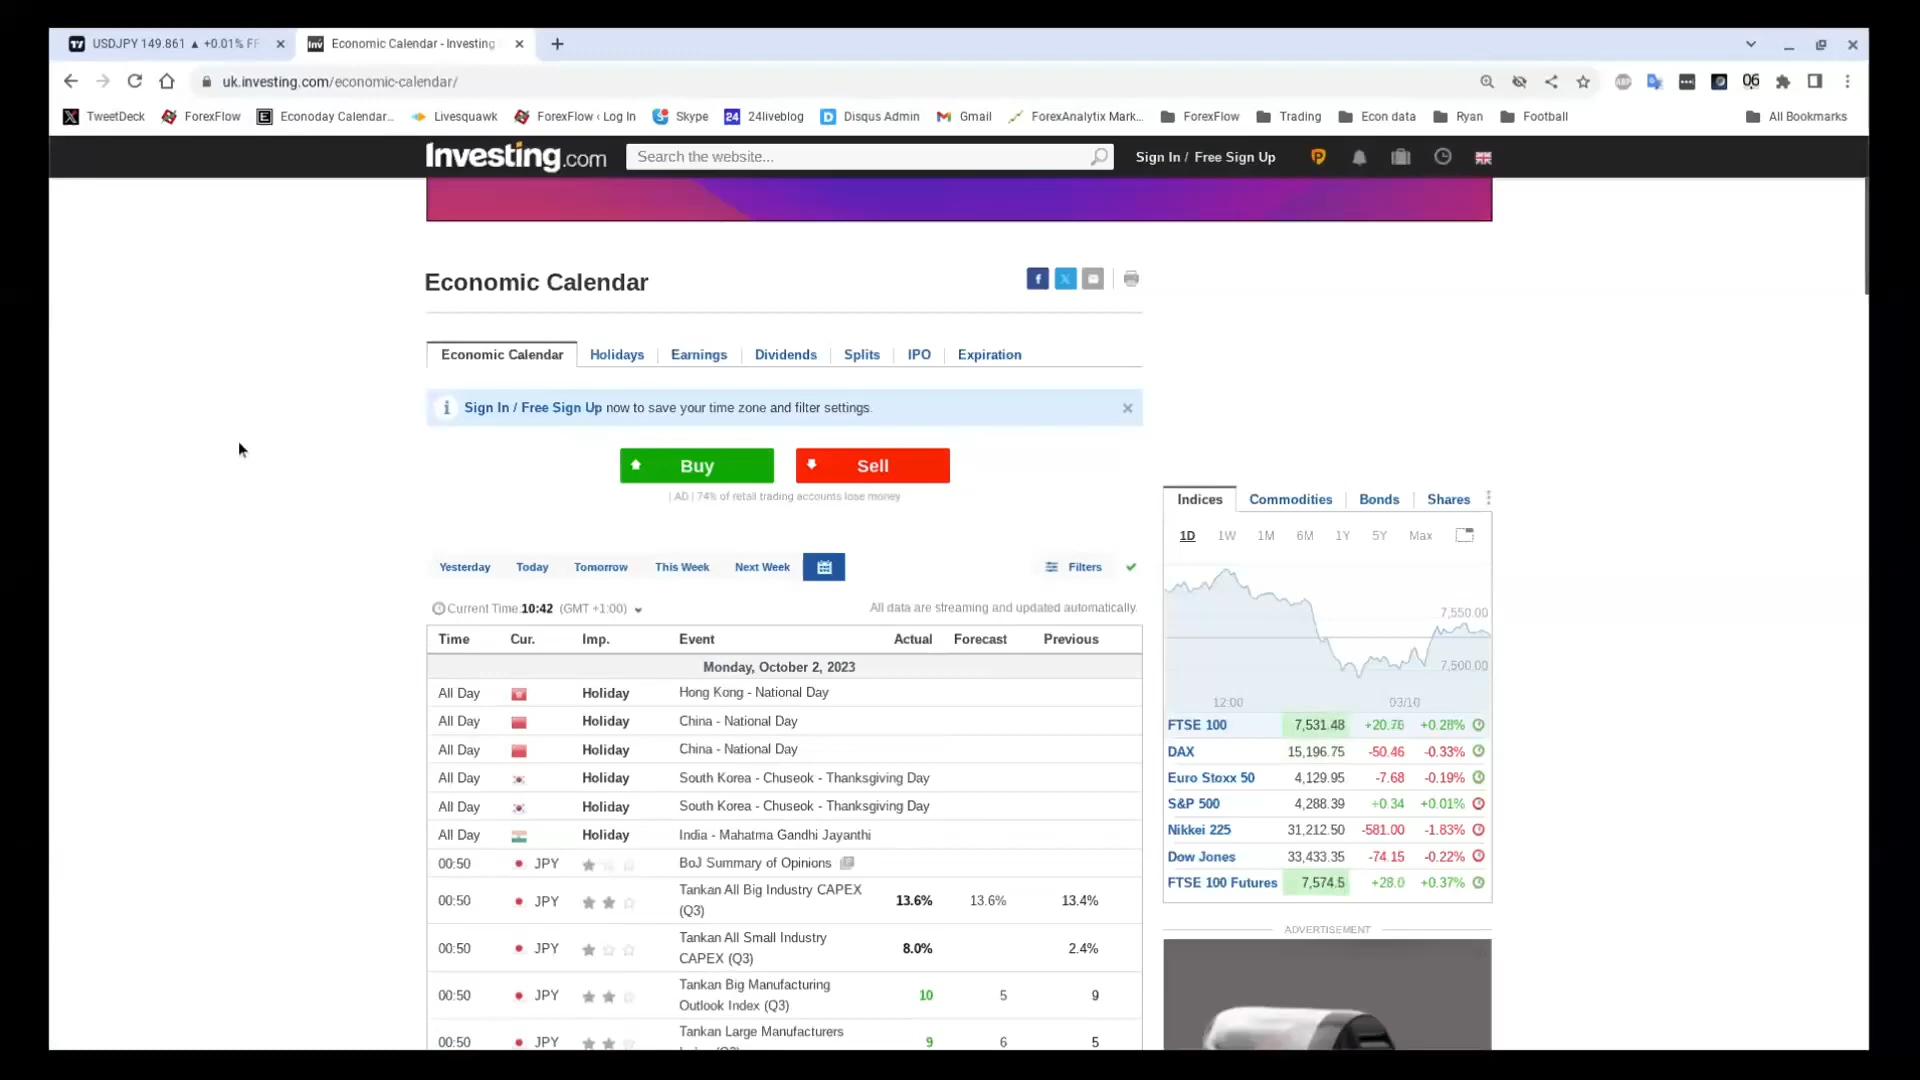 USDJPY 149.861 ▲ +0.01% FF
Economic Calendar - Investing
uk.investing.com/economic-calendar/
06
TweetDeck ForexFlow Econoday Calendar... Livesquawk ForexFlow ‹ Log In Skype 24liveblog Disqus Admin Gmail ForexAnalytix Mark... ForexFlow Trading Econ data Ryan Football All Bookmarks
Investing.com Search the website... Sign In / Free Sign Up
Economic Calendar
Economic Calendar Holidays Earnings Dividends Splits IPO Expiration
Sign In / Free Sign Up now to save your time zone and filter settings.
Buy Sell
| AD | 74% of retail trading accounts lose money
Yesterday Today Tomorrow This Week Next Week Filters
Current Time:10:42 (GMT +1:00) All data are streaming and updated automatically.
Time Cur. Imp. Event Actual Forecast Previous
Monday, October 2, 2023
All Day Holiday Hong Kong - National Day
All Day Holiday China - National Day
All Day Holiday China - National Day
All Day Holiday South Korea - Chuseok - Thanksgiving Day
All Day Holiday South Korea - Chuseok - Thanksgiving Day
All Day Holiday India - Mahatma Gandhi Jayanthi
00:50 JPY BoJ Summary of Opinions
00:50 JPY Tankan All Big Industry CAPEX (Q3) 13.6% 13.6% 13.4%
00:50 JPY Tankan All Small Industry CAPEX (Q3) 8.0% 2.4%
00:50 JPY Tankan Big Manufacturing Outlook Index (Q3) 10 5 9
00:50 JPY Tankan Large Manufacturers 9 6 5
Indices Commodities Bonds Shares
1D 1W 1M 6M 1Y 5Y Max
7,550.00
7,500.00
12:00 03/10
FTSE 100 7,531.48 +20.76 +0.28%
DAX 15,196.75 -50.46 -0.33%
Euro Stoxx 50 4,129.95 -7.68 -0.19%
S&P 500 4,288.39 +0.34 +0.01%
Nikkei 225 31,212.50 -581.00 -1.83%
Dow Jones 33,433.35 -74.15 -0.22%
FTSE 100 Futures 7,574.5 +28.0 +0.37%
ADVERTISEMENT